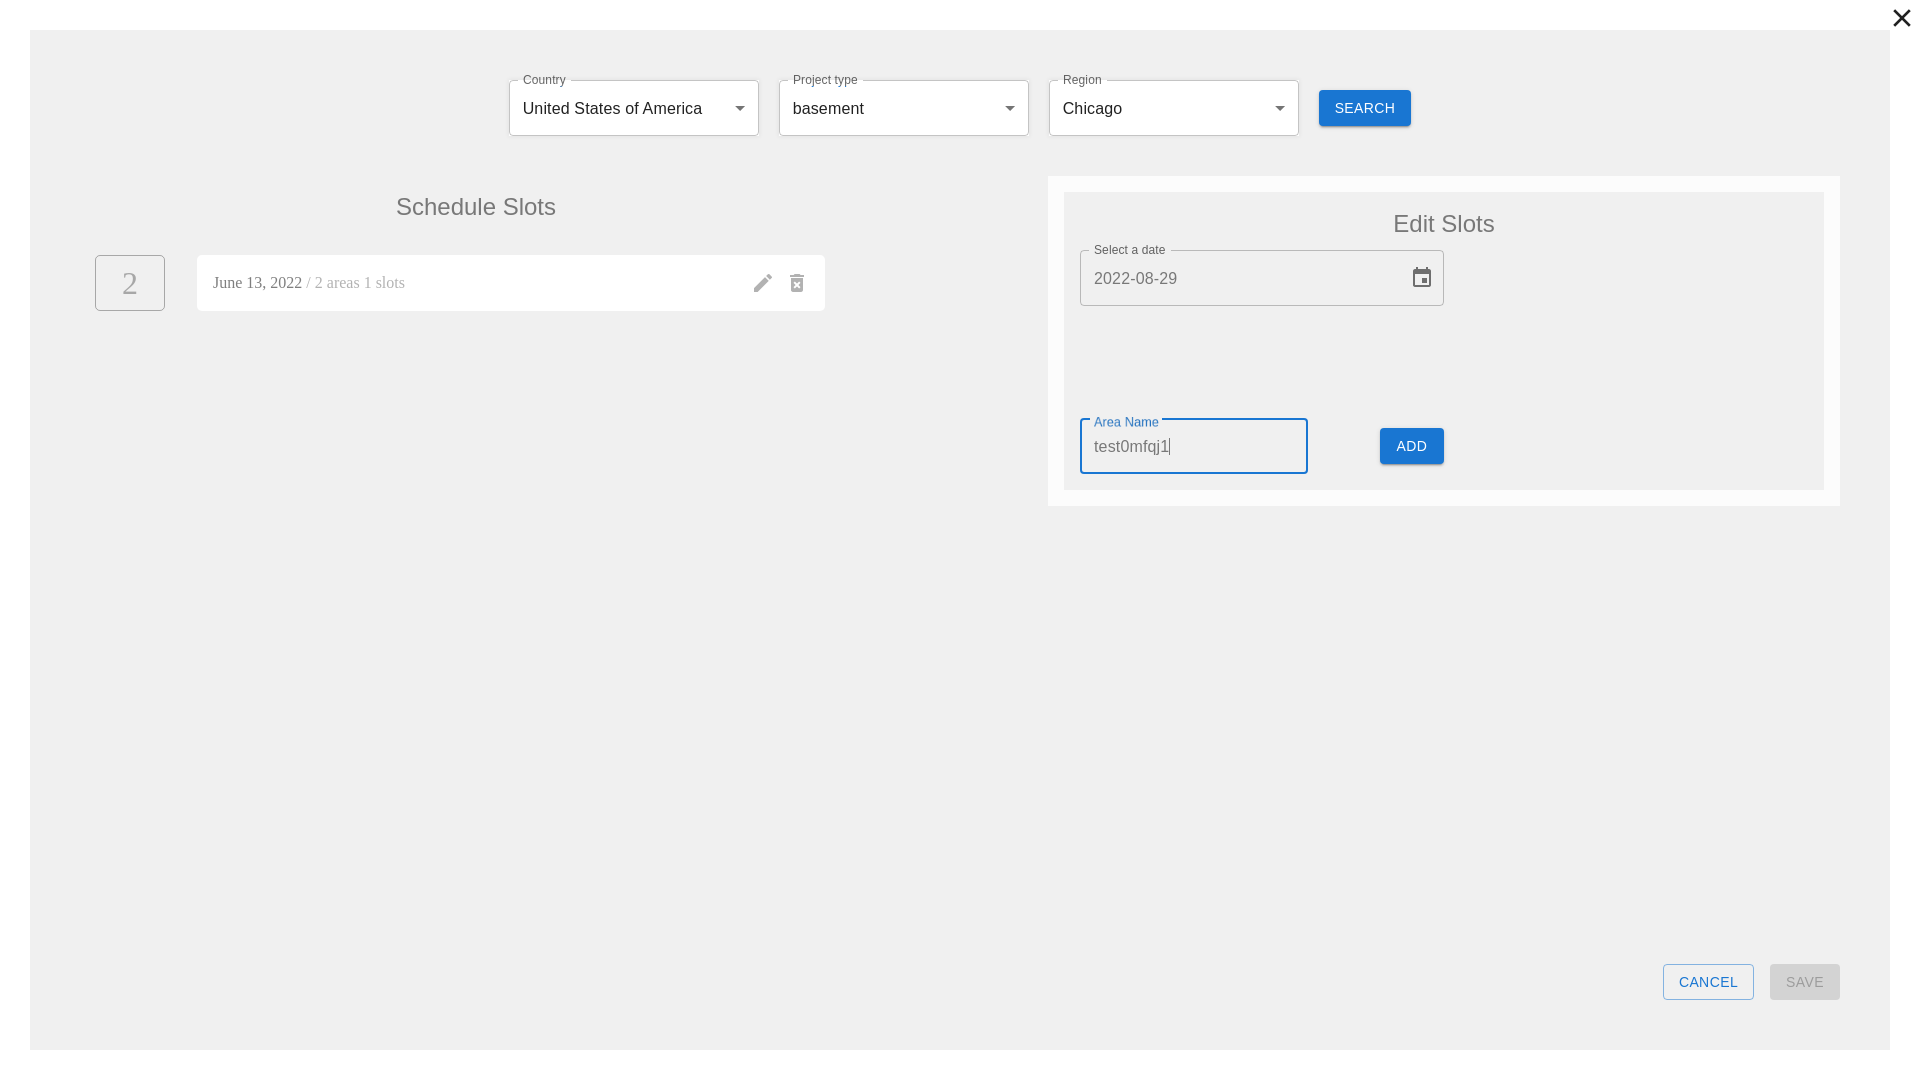 Country
United States of America
Project type
basement
Region
Chicago
SEARCH
Schedule Slots
2
June 13, 2022 / 2 areas 1 slots
Edit Slots
Select a date
2022-08-29
Area Name
test0mfqj1
ADD
CANCEL
SAVE